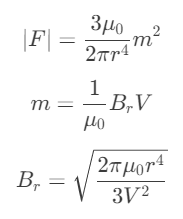 |F| = \frac{3\mu_0}{2\pi r^4} m^2
m = \frac{1}{\mu_0} B_r V
B_r = \sqrt{\frac{2\pi\mu_0 r^4}{3V^2}}